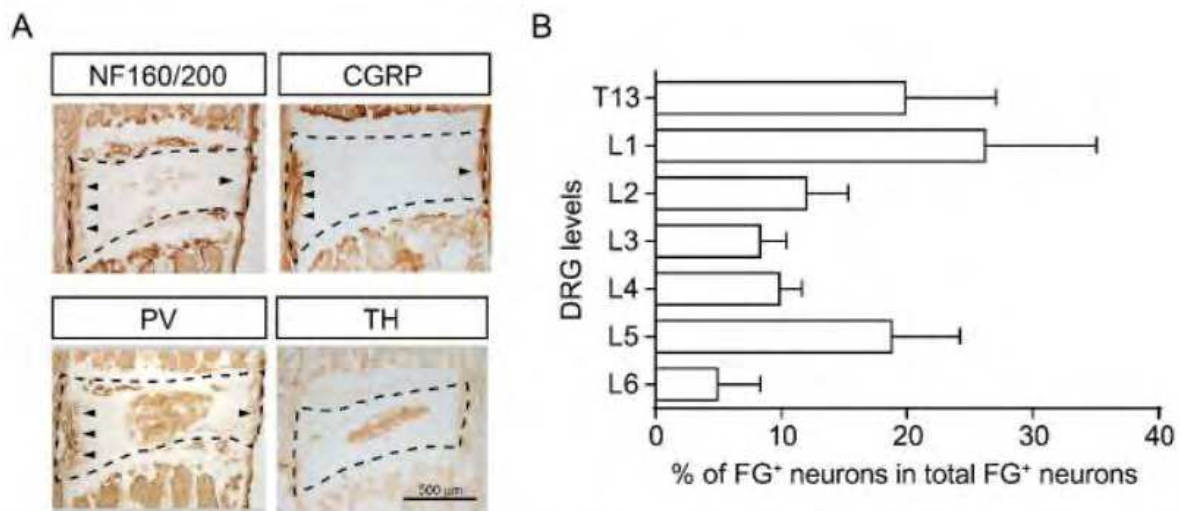 A
NF160/200
CGRP
PV
TH
500 μm
B
DRG levels
T13
L1
L2
L3
L4
L5
L6
0 10 20 30 40
% of FG⁺ neurons in total FG⁺ neurons